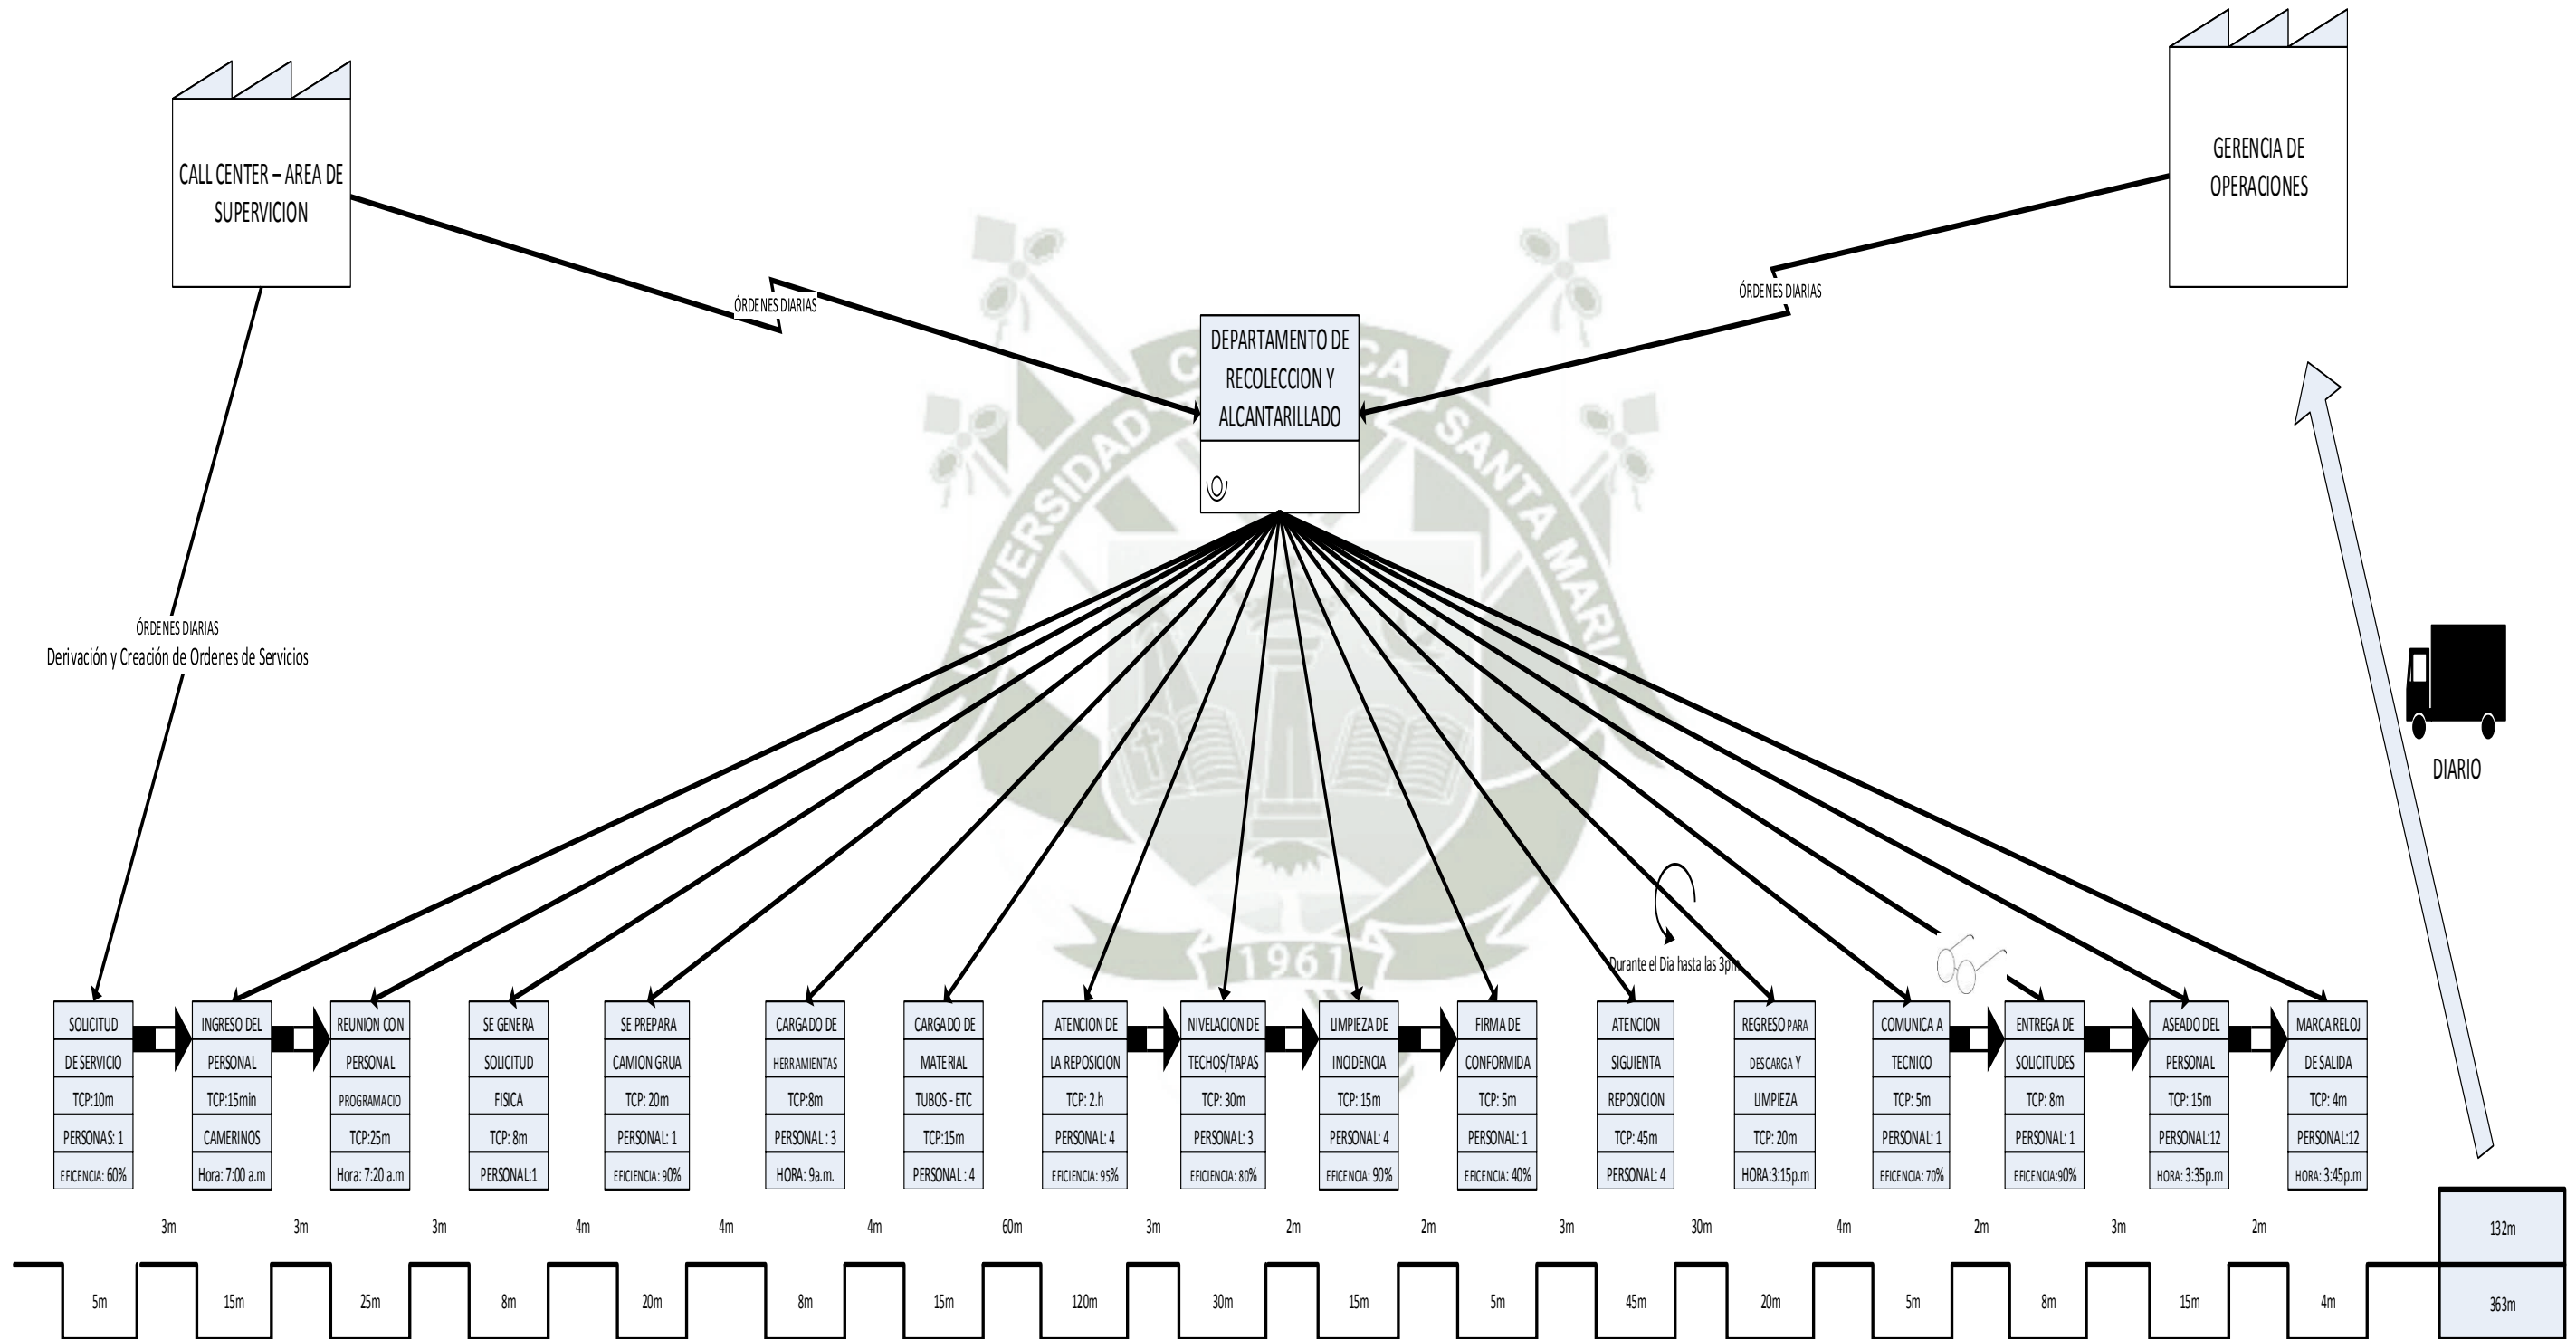 CALL CENTER – AREA DE
SUPERVICION
GERENCIA DE
OPERACIONES
ÓRDENES DIARIAS
ÓRDENES DIARIAS
DEPARTAMENTO DE
RECOLECCION Y
ALCANTARILLADO
UNIVERSIDAD
SANTA MARIA
1961
ÓRDENES DIARIAS
Derivación y Creación de Ordenes de Servicios
DIARIO
Durante el Dia hasta las 3pm
SOLICITUD
DE SERVICIO
TCP:10m
PERSONAS: 1
EFICENCIA: 60%
INGRESO DEL
PERSONAL
TCP:15min
CAMERINOS
Hora: 7:00 a.m
REUNION CON
PERSONAL
PROGRAMACIO
TCP:25m
Hora: 7:20 a.m
SE GENERA
SOLICITUD
FISICA
TCP: 8m
PERSONAL:1
SE PREPARA
CAMION GRUA
TCP: 20m
PERSONAL: 1
EFICIENCIA: 90%
CARGADO DE
HERRAMIENTAS
TCP:8m
PERSONAL : 3
HORA: 9a.m.
CARGADO DE
MATERIAL
TUBOS - ETC
TCP:15m
PERSONAL : 4
ATENCION DE
LA REPOSICION
TCP: 2.h
PERSONAL: 4
EFICIENCIA: 95%
NIVELACION DE
TECHOS/TAPAS
TCP: 30m
PERSONAL: 3
EFICIENCIA: 80%
LIMPIEZA DE
INCIDENCIA
TCP: 15m
PERSONAL: 4
EFICENCIA: 90%
FIRMA DE
CONFORMIDA
TCP: 5m
PERSONAL: 1
EFICENCIA: 40%
ATENCION
SIGUIENTA
REPOSICION
TCP: 45m
PERSONAL: 4
REGRESO PARA
DESCARGA Y
LIMPIEZA
TCP: 20m
HORA:3:15p.m
COMUNICA A
TECNICO
TCP: 5m
PERSONAL: 1
EFICENCIA: 70%
ENTREGA DE
SOLICITUDES
TCP: 8m
PERSONAL: 1
EFICENCIA:90%
ASEADO DEL
PERSONAL
TCP: 15m
PERSONAL:12
HORA: 3:35p.m
MARCA RELOJ
DE SALIDA
TCP: 4m
PERSONAL:12
HORA: 3:45p.m
3m 3m 3m 4m 4m 4m 60m 3m 2m 2m 3m 30m 4m 2m 3m 2m 132m
5m 15m 25m 8m 20m 8m 15m 120m 30m 15m 5m 45m 20m 5m 8m 15m 4m 363m